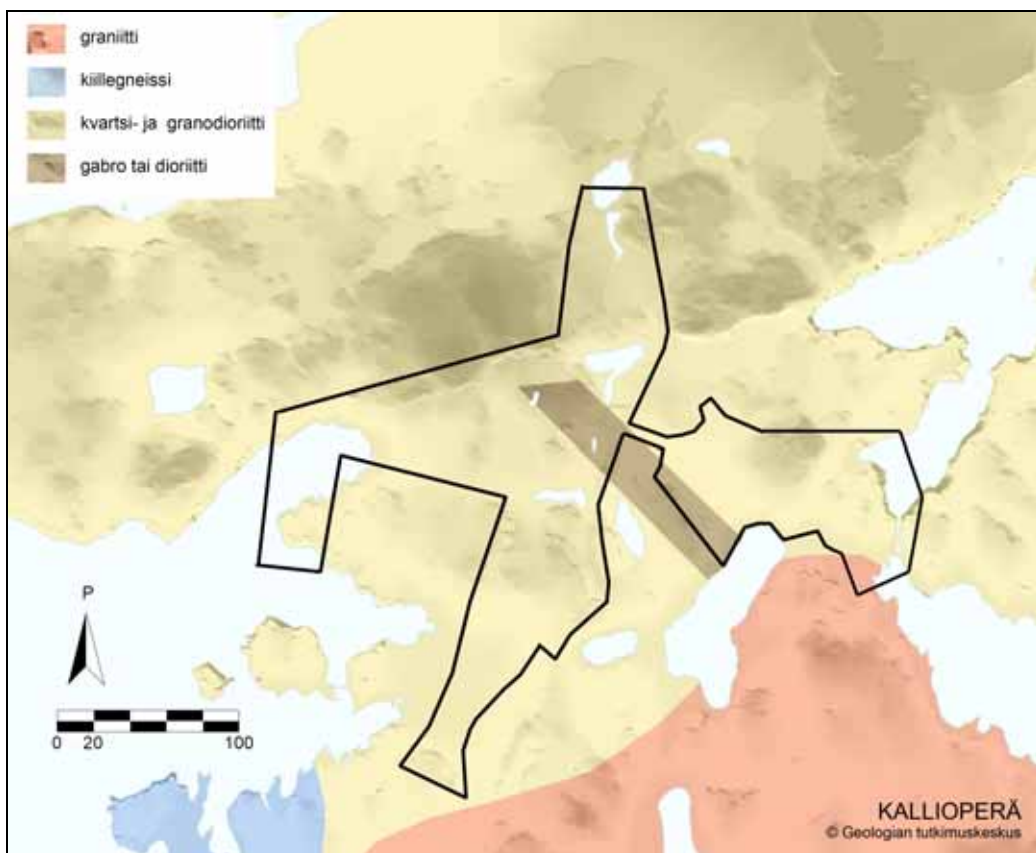 graniitti
kiillegneissi
kvartsi- ja granodioriitti
gabro tai dioriitti
P
0 20 100
KALLIOPERÄ
© Geologian tutkimuskeskus